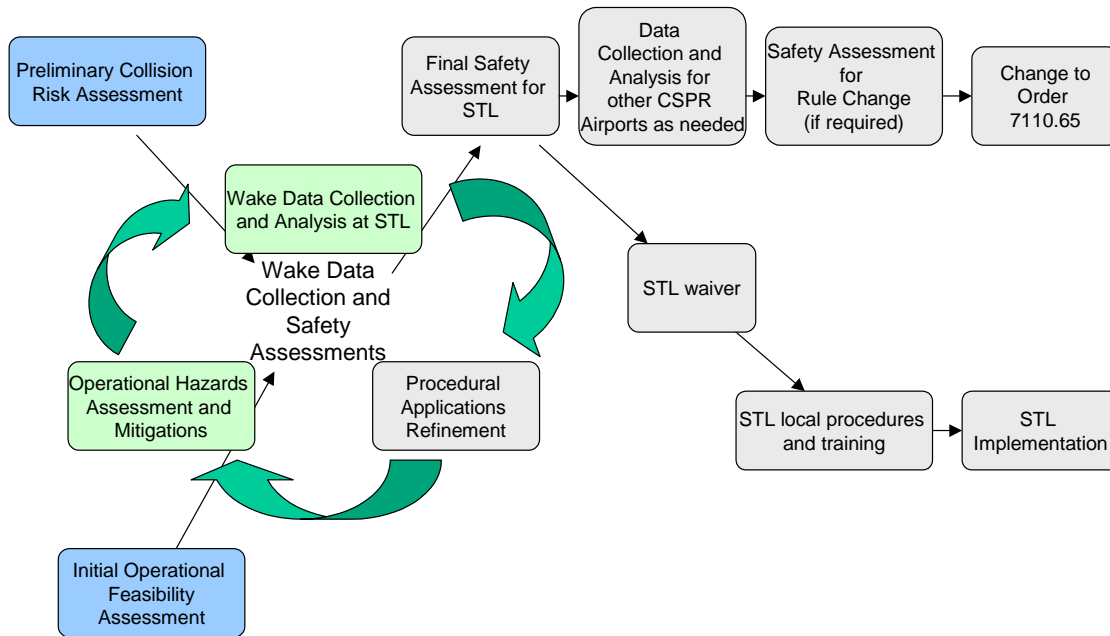 Preliminary Collision
Risk Assessment
Final Safety
Assessment for
STL
Data
Collection and
Analysis for
other CSPR
Airports as needed
Safety Assessment
for
Rule Change
(if required)
Change to
Order
7110.65
Wake Data Collection
and Analysis at STL
Wake Data
Collection and
Safety
Assessments
STL waiver
Operational Hazards
Assessment and
Mitigations
Procedural
Applications
Refinement
STL local procedures
and training
STL
Implementation
Initial Operational
Feasibility
Assessment